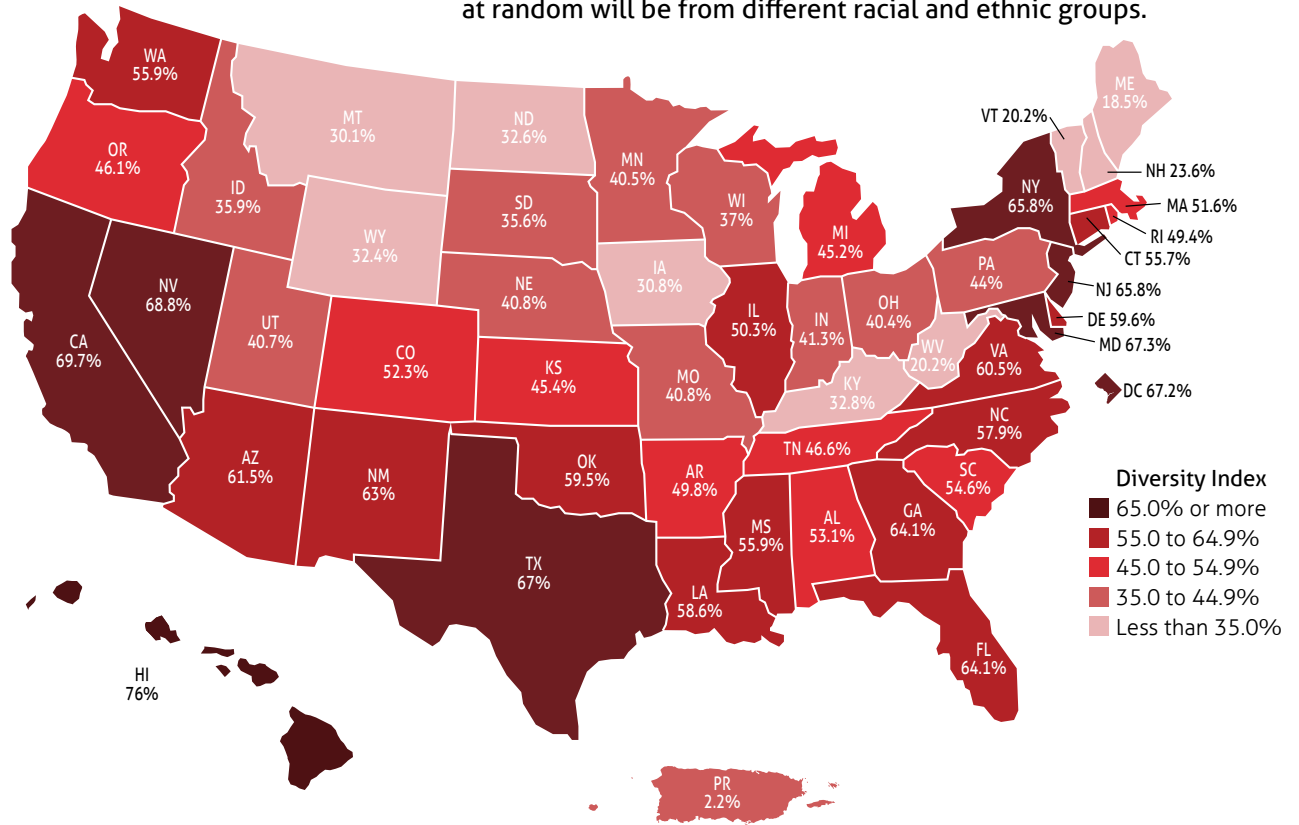 at random will be from different racial and ethnic groups.
WA
55.9%
OR
46.1%
CA
69.7%
NV
68.8%
ID
35.9%
MT
30.1%
WY
32.4%
UT
40.7%
AZ
61.5%
CO
52.3%
NM
63%
ND
32.6%
SD
35.6%
NE
40.8%
KS
45.4%
OK
59.5%
TX
67%
MN
40.5%
IA
30.8%
MO
40.8%
AR
49.8%
LA
58.6%
WI
37%
IL
50.3%
MI
45.2%
IN
41.3%
OH
40.4%
KY
32.8%
TN 46.6%
MS
55.9%
AL
53.1%
GA
64.1%
FL
64.1%
SC
54.6%
NC
57.9%
VA
60.5%
WV
20.2%
PA
44%
NY
65.8%
VT 20.2%
ME
18.5%
NH 23.6%
MA 51.6%
RI 49.4%
CT 55.7%
NJ 65.8%
DE 59.6%
MD 67.3%
DC 67.2%
HI
76%
PR
2.2%
Diversity Index
65.0% or more
55.0 to 64.9%
45.0 to 54.9%
35.0 to 44.9%
Less than 35.0%